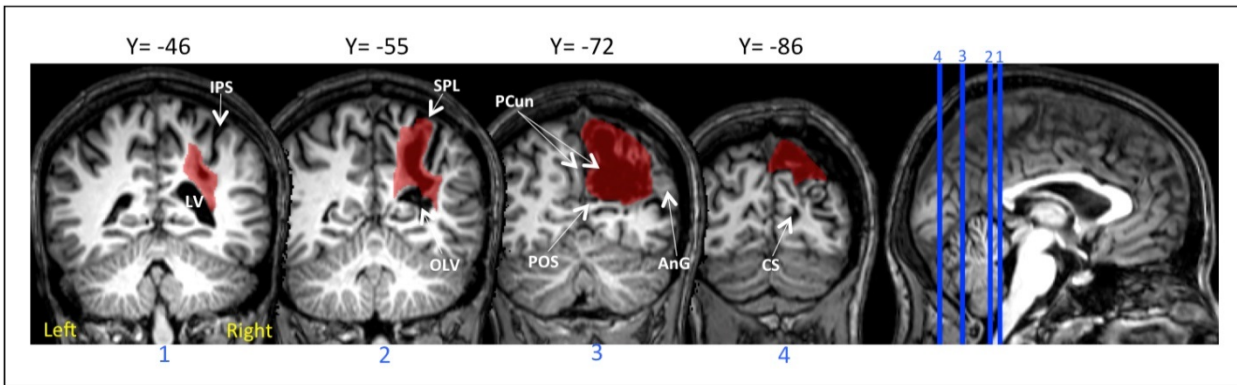 Y= -46 Y= -55 Y= -72 Y= -86
4 3 2 1
IPS SPL PCun
LV
OLV POS AnG CS
Left Right
1 2 3 4